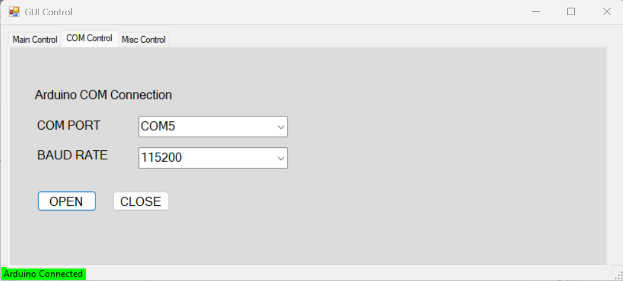 GUI Control
Main Control COM Control Misc Control
Arduino COM Connection
COM PORT COM5
BAUD RATE 115200
OPEN CLOSE
Arduino Connected